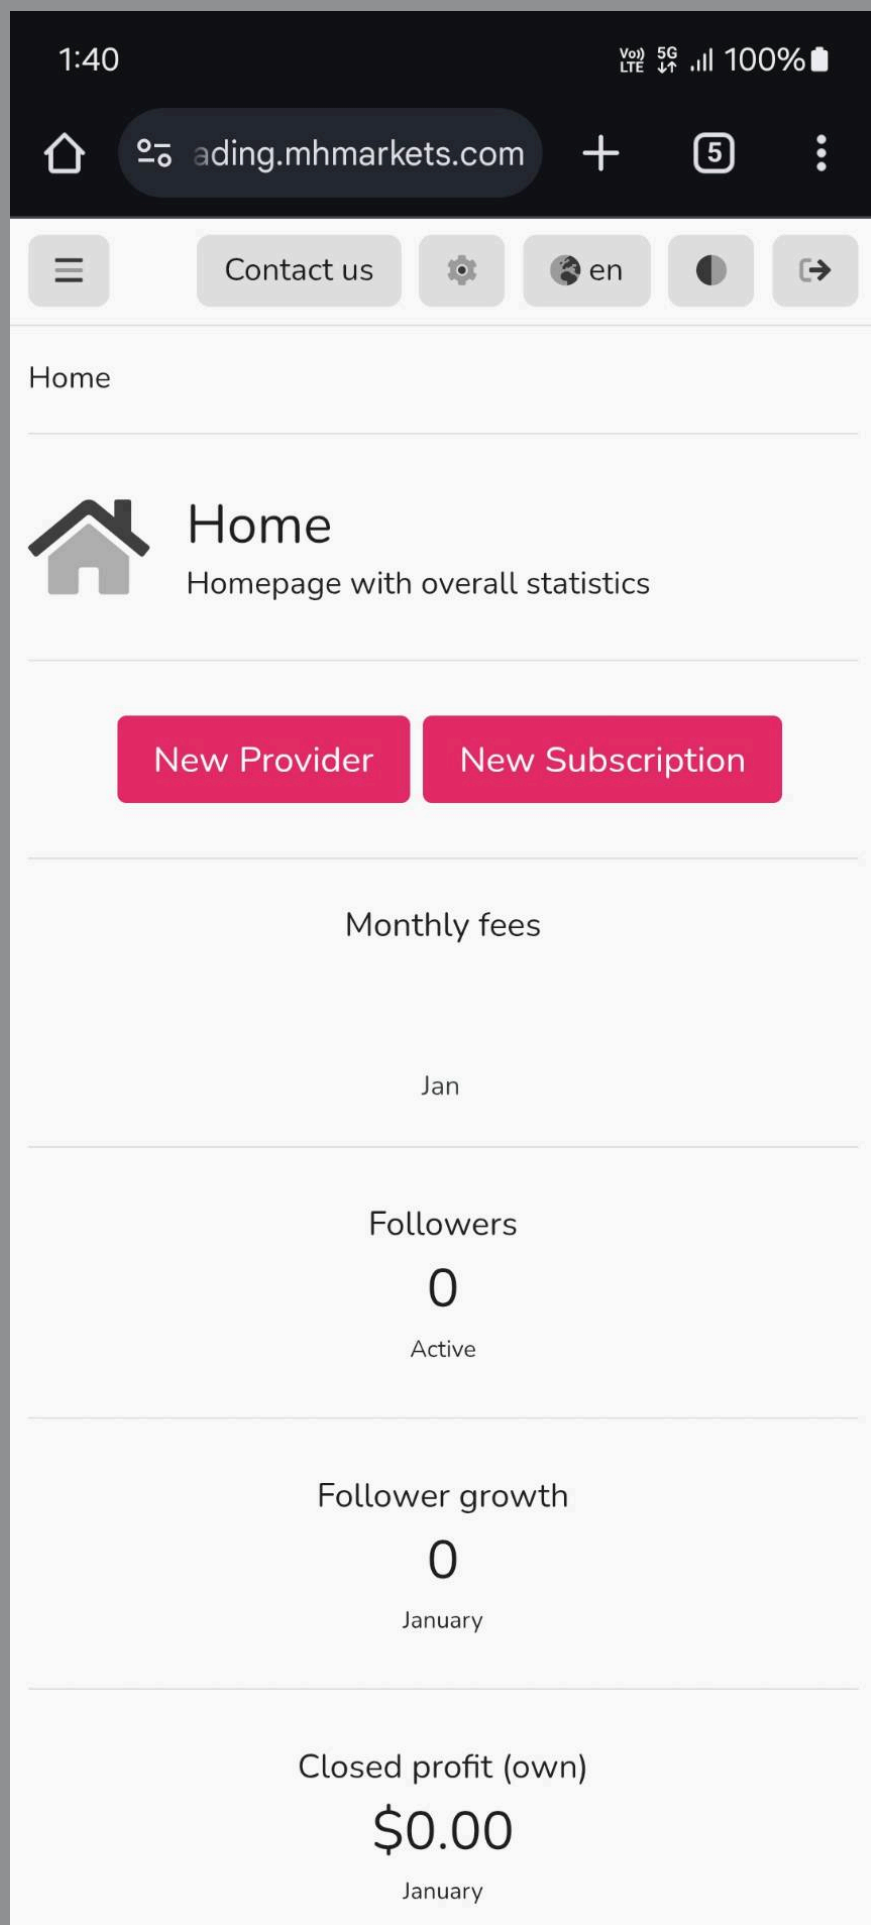 1:40
Vo)) LTE 5G 100%
ading.mhmarkets.com
5
Contact us
en
Home
Home
Homepage with overall statistics
New Provider
New Subscription
Monthly fees
Jan
Followers
0
Active
Follower growth
0
January
Closed profit (own)
$0.00
January